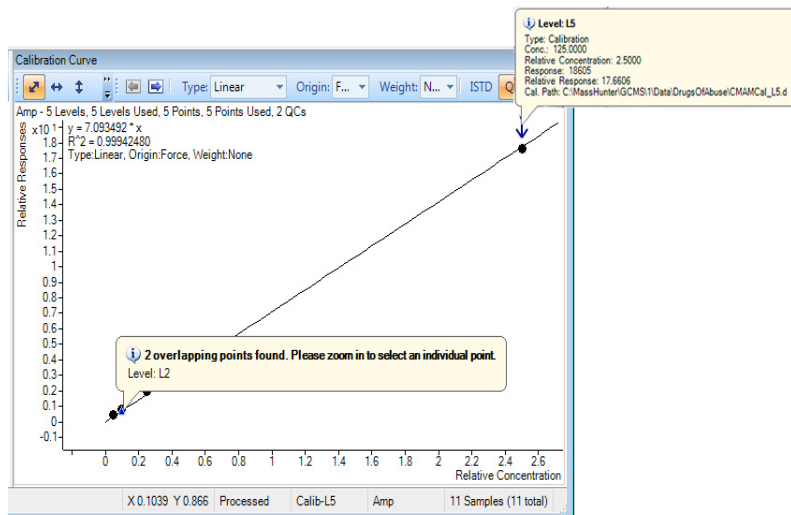 Level: L5
Type: Calibration
Conc.: 125.0000
Relative Concentration: 2.5000
Response: 18605
Relative Response: 17.6606
Cal. Path: C:\MassHunter\GCMS\1\Data\DrugsOfAbuse\CMAMCal_L5.d
Calibration Curve
Type: Linear Origin: F... Weight: N... ISTD Q
Amp - 5 Levels, 5 Levels Used, 5 Points, 5 Points Used, 2 QCs
Relative Responses
x10 1
y = 7.093492 * x
R^2 = 0.99942480
Type:Linear, Origin:Force, Weight:None
1.8
1.7
1.6
1.5
1.4
1.3
1.2
1.1
1
0.9
0.8
0.7
0.6
0.5
0.4
0.3
0.2
0.1
0
-0.1
2 overlapping points found. Please zoom in to select an individual point.
Level: L2
0 0.2 0.4 0.6 0.8 1 1.2 1.4 1.6 1.8 2 2.2 2.4 2.6
Relative Concentration
X 0.1039 Y 0.866 Processed Calib-L5 Amp 11 Samples (11 total)